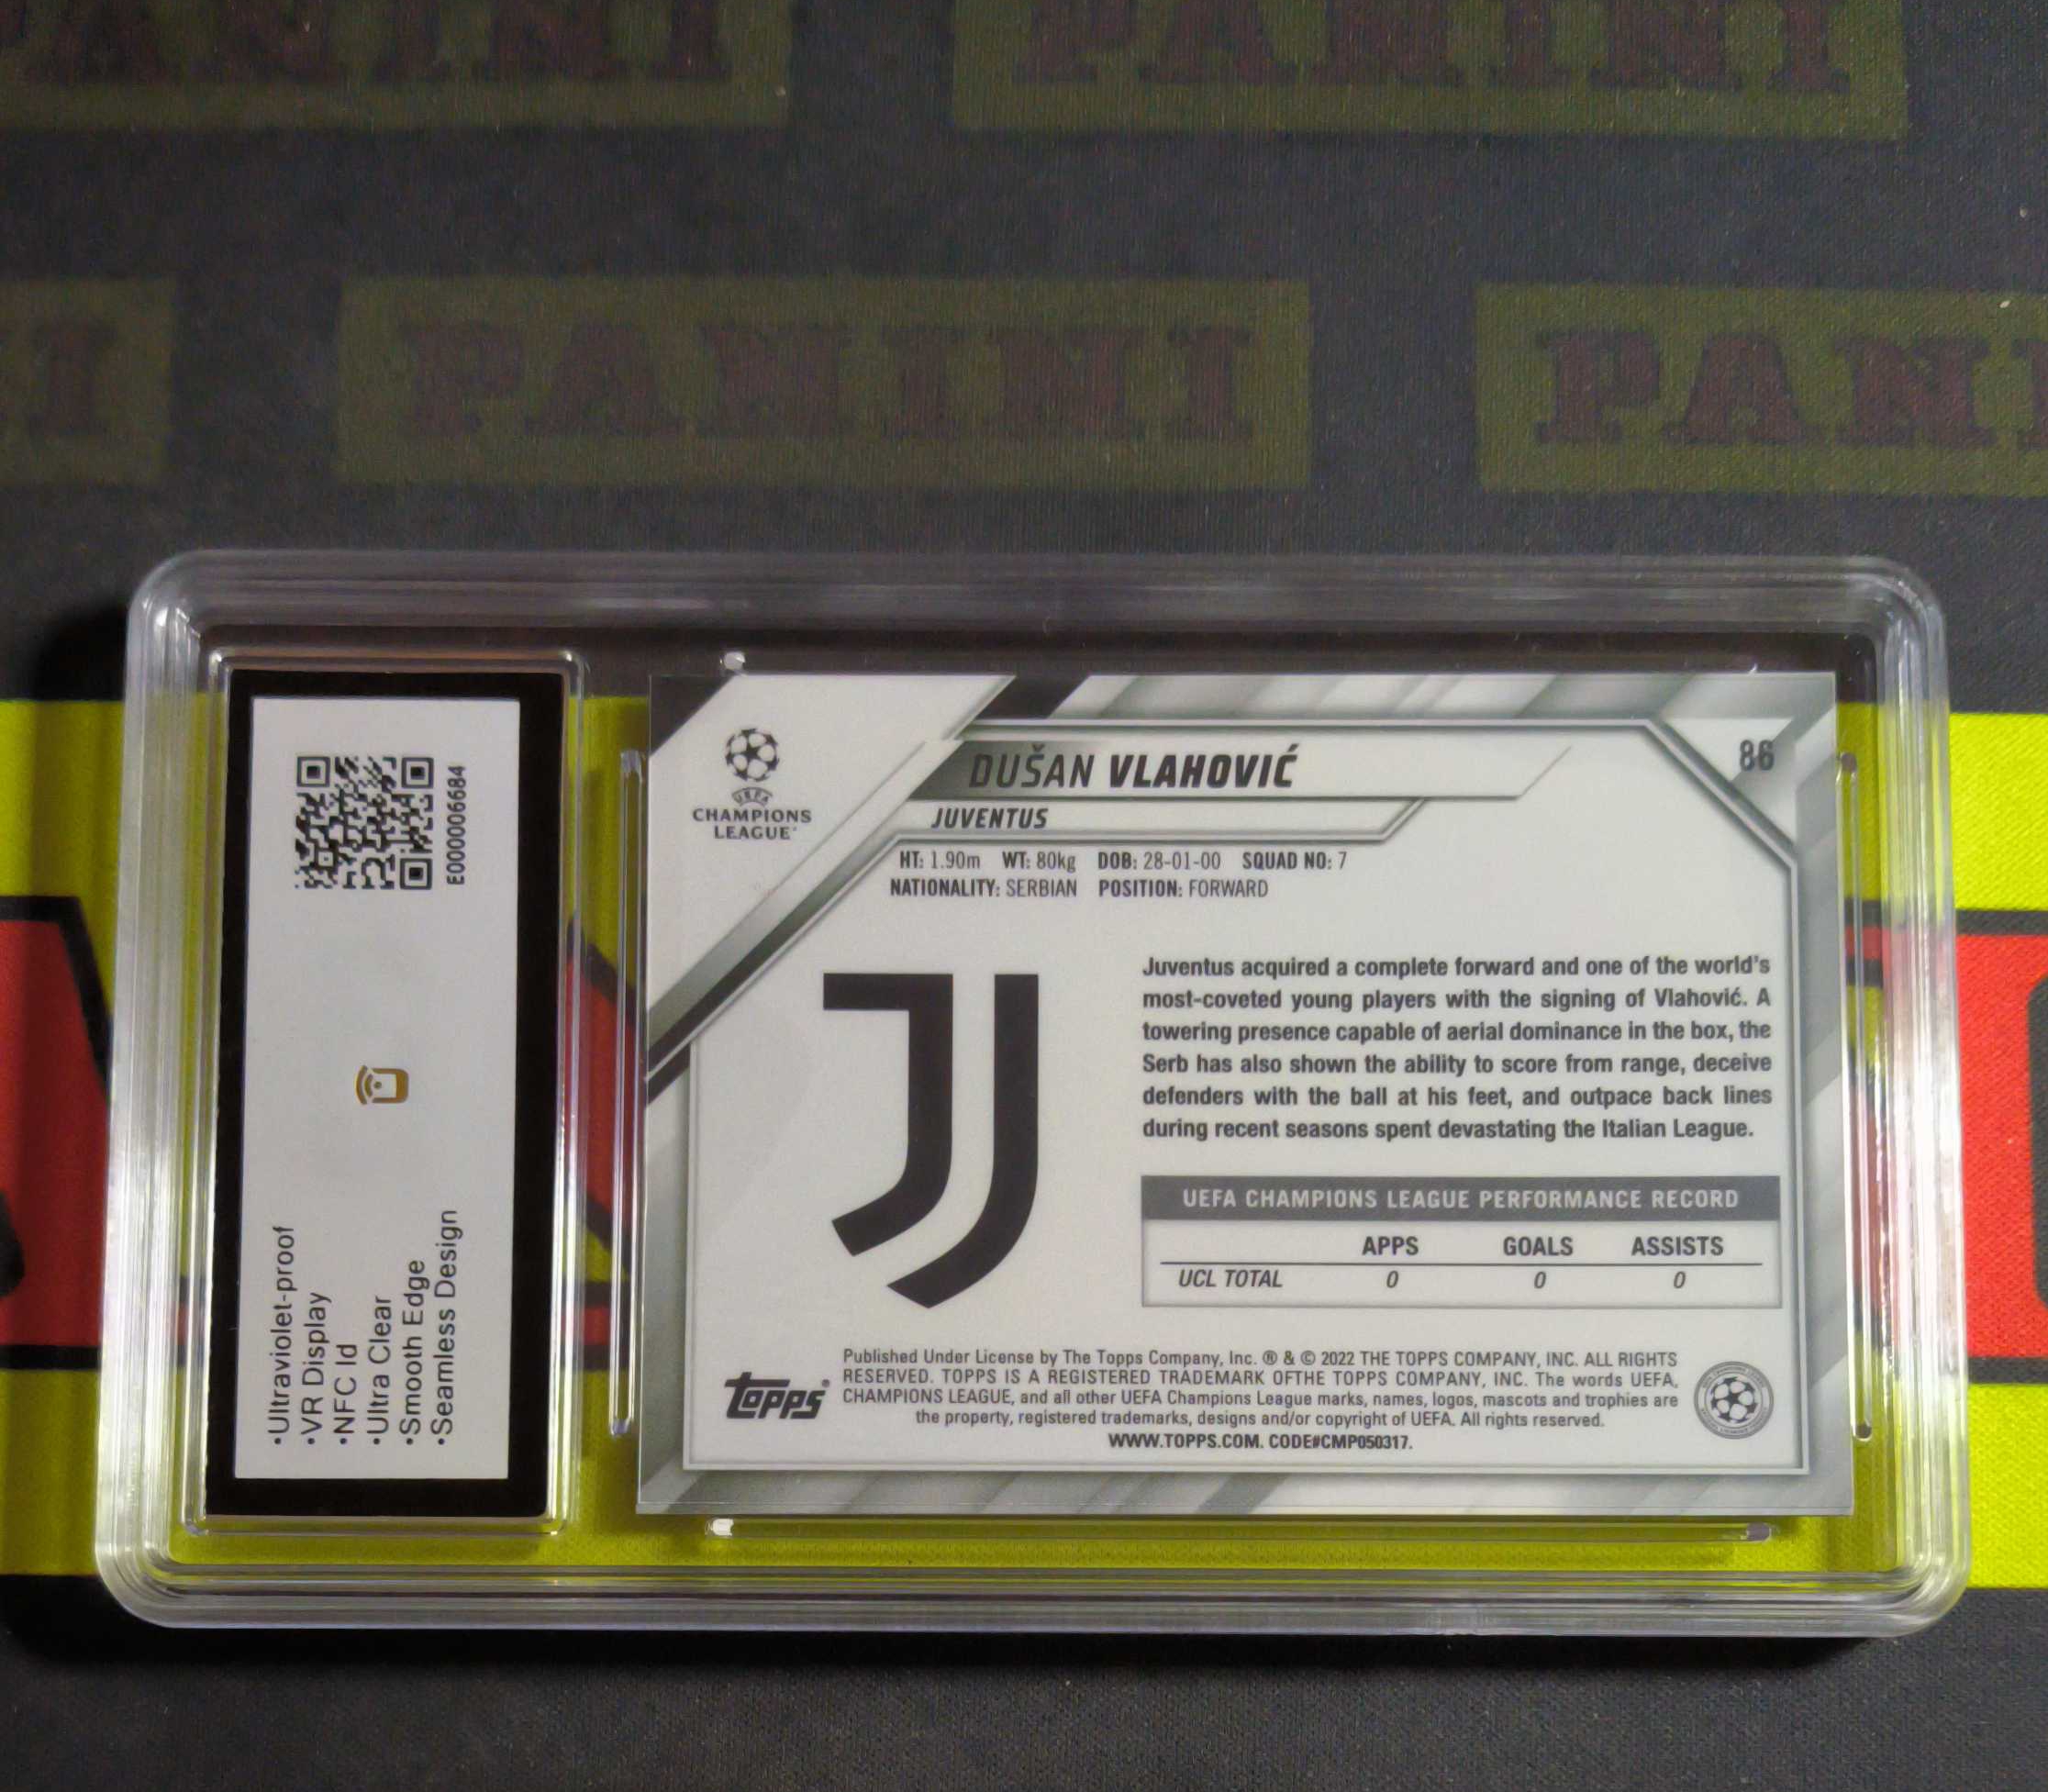 PANINI
PANINI
I
PANINI
PANI
DUŠAN VLAHOVIĆ
86
JUVENTUS
UEFA
CHAMPIONS
LEAGUE
HT: 1.90m WT: 80kg DOB: 28-01-00 SQUAD NO: 7
NATIONALITY: SERBIAN POSITION: FORWARD
Juventus acquired a complete forward and one of the world's
most-coveted young players with the signing of Vlahović. A
towering presence capable of aerial dominance in the box, the
Serb has also shown the ability to score from range, deceive
defenders with the ball at his feet, and outpace back lines
during recent seasons spent devastating the Italian League.
UEFA CHAMPIONS LEAGUE PERFORMANCE RECORD
APPS GOALS ASSISTS
UCL TOTAL 0 0 0
Topps®
Published Under License by The Topps Company, Inc. ® & © 2022 THE TOPPS COMPANY, INC. ALL RIGHTS
RESERVED. TOPPS IS A REGISTERED TRADEMARK OFTHE TOPPS COMPANY, INC. The words UEFA,
CHAMPIONS LEAGUE, and all other UEFA Champions League marks, names, logos, mascots and trophies are
the property, registered trademarks, designs and/or copyright of UEFA. All rights reserved.
WWW.TOPPS.COM. CODE#CMP050317.
•Ultraviolet-proof
•VR Display
•NFC Id
•Ultra Clear
•Smooth Edge
•Seamless Design
E000006684